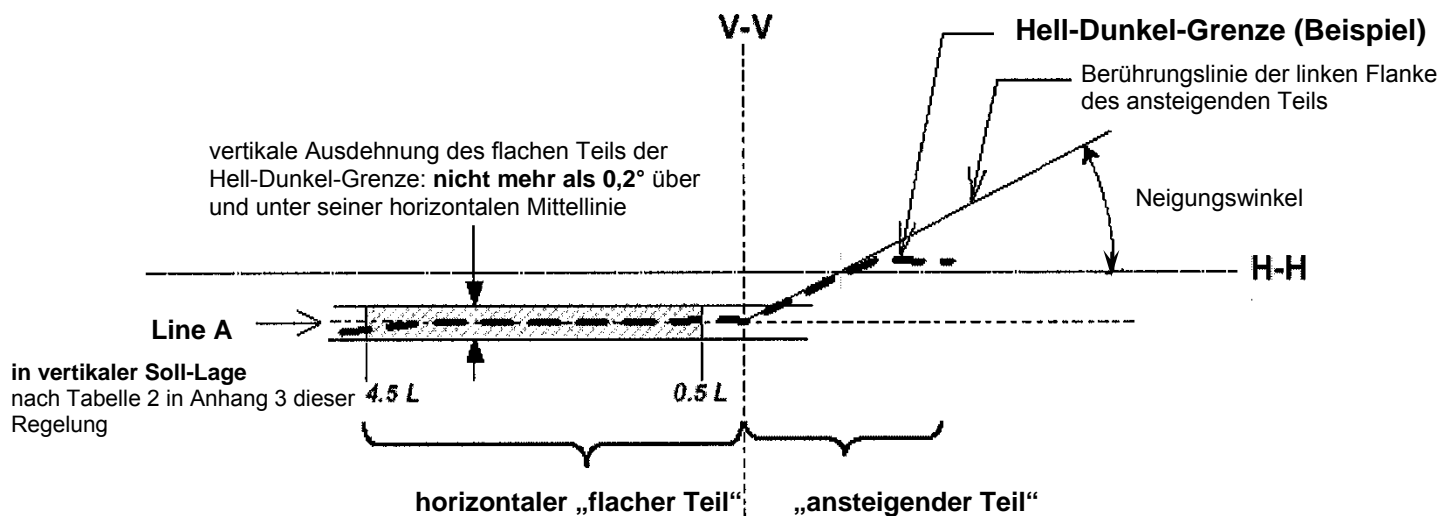 V-V
Hell-Dunkel-Grenze (Beispiel)
Berührungslinie der linken Flanke
des ansteigenden Teils
vertikale Ausdehnung des flachen Teils der
Hell-Dunkel-Grenze: nicht mehr als 0,2° über
und unter seiner horizontalen Mittellinie
Neigungswinkel
H-H
Line A
in vertikaler Soll-Lage
nach Tabelle 2 in Anhang 3 dieser
Regelung
4.5 L
0.5 L
horizontaler „flacher Teil“
„ansteigender Teil“